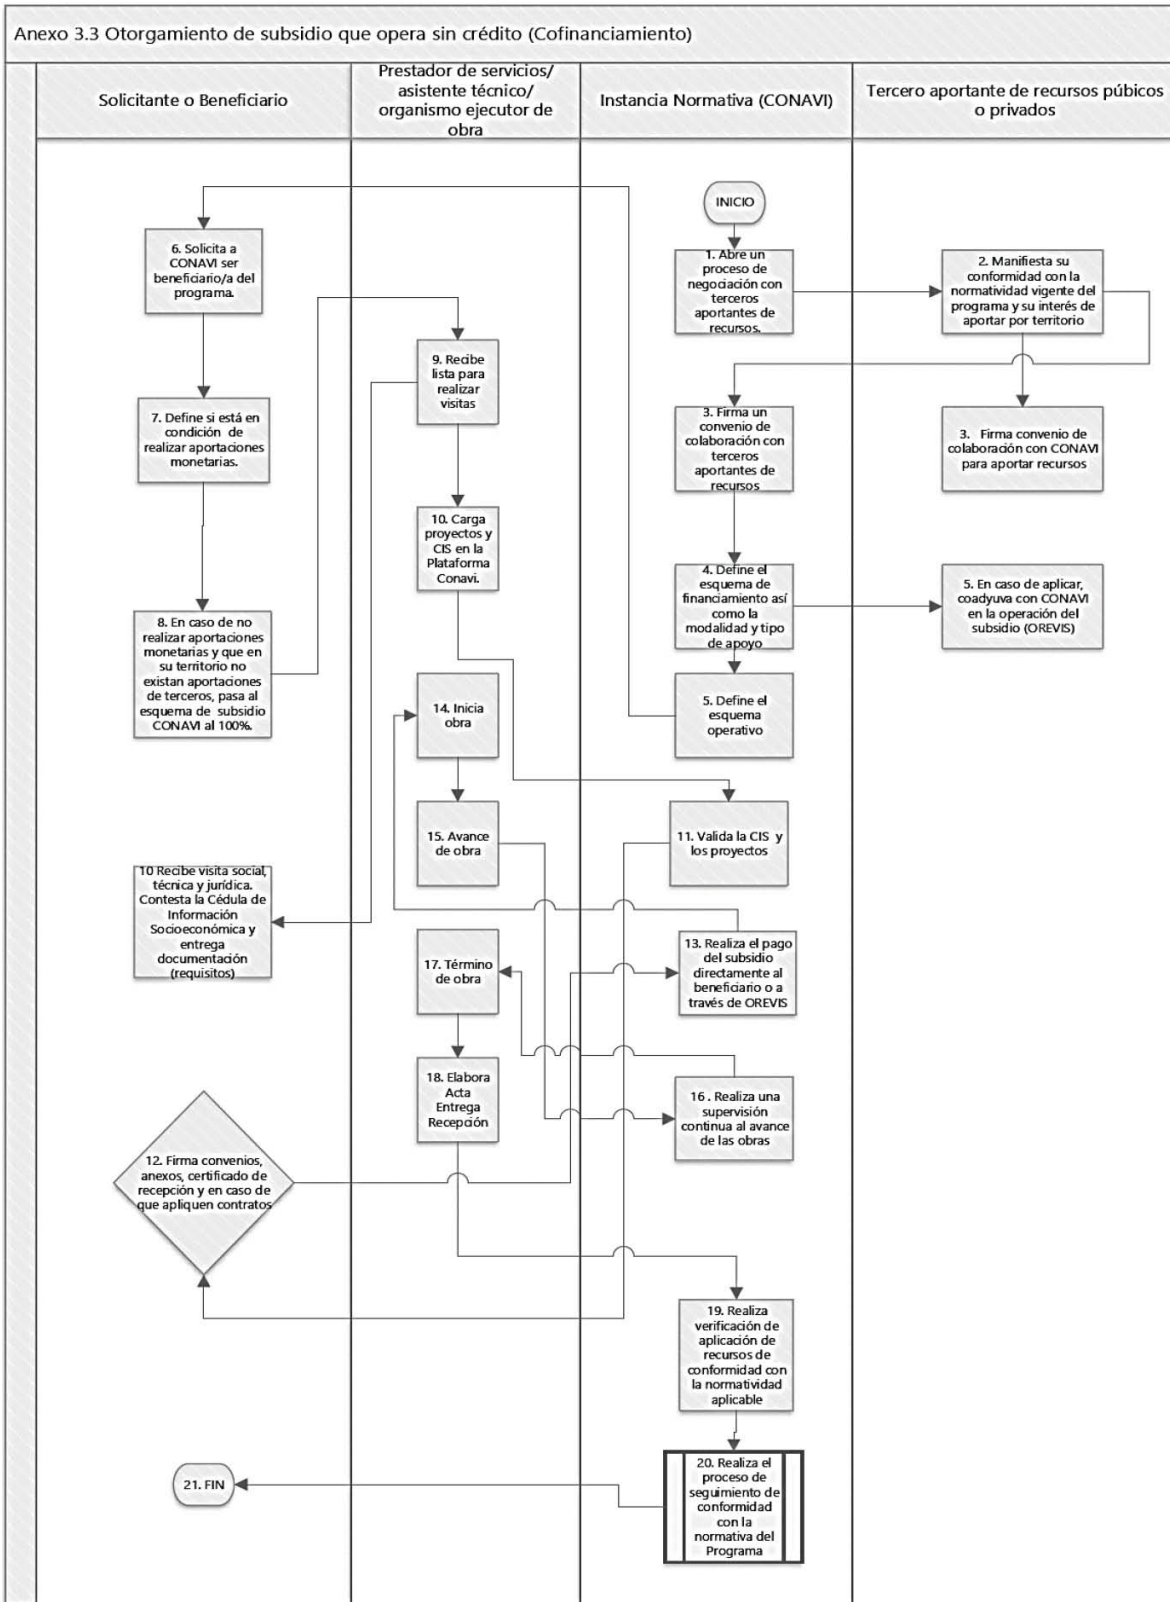 Anexo 3.3 Otorgamiento de subsidio que opera sin crédito (Cofinanciamiento)
Solicitante o Beneficiario
Prestador de servicios/
asistente técnico/
organismo ejecutor de
obra
Instancia Normativa (CONAVI)
Tercero aportante de recursos púbicos
o privados
INICIO
1. Abre un
proceso de
negociación con
terceros
aportantes de
recursos.
2. Manifiesta su
conformidad con la
normatividad vigente del
programa y su interés de
aportar por territorio
3. Firma un
convenio de
colaboración con
terceros
aportantes de
recursos
3. Firma convenio de
colaboración con CONAVI
para aportar recursos
4. Define el
esquema de
financiamiento así
como la
modalidad y tipo
de apoyo
5. En caso de aplicar,
coadyuva con CONAVI
en la operación del
subsidio (OREVIS)
5. Define el
esquema
operativo
6. Solicita a
CONAVI ser
beneficiario/a del
programa.
7. Define si está en
condición de
realizar aportaciones
monetarias.
8. En caso de no
realizar aportaciones
monetarias y que en
su territorio no
existan aportaciones
de terceros, pasa al
esquema de subsidio
CONAVI al 100%.
9. Recibe
lista para
realizar
visitas
10. Carga
proyectos y
CIS en la
Plataforma
Conavi.
10 Recibe visita social,
técnica y jurídica.
Contesta la Cédula de
Información
Socioeconómica y
entrega
documentación
(requisitos)
11. Valida la CIS y
los proyectos
12. Firma convenios,
anexos, certificado de
recepción y en caso de
que apliquen contratos
13. Realiza el pago
del subsidio
directamente al
beneficiario o a
través de OREVIS
14. Inicia
obra
15. Avance
de obra
16 . Realiza una
supervisión
continua al avance
de las obras
17. Término
de obra
18. Elabora
Acta
Entrega
Recepción
19. Realiza
verificación de
aplicación de
recursos de
conformidad con
la normatividad
aplicable
20. Realiza el
proceso de
seguimiento de
conformidad
con la
normativa del
Programa
21. FIN